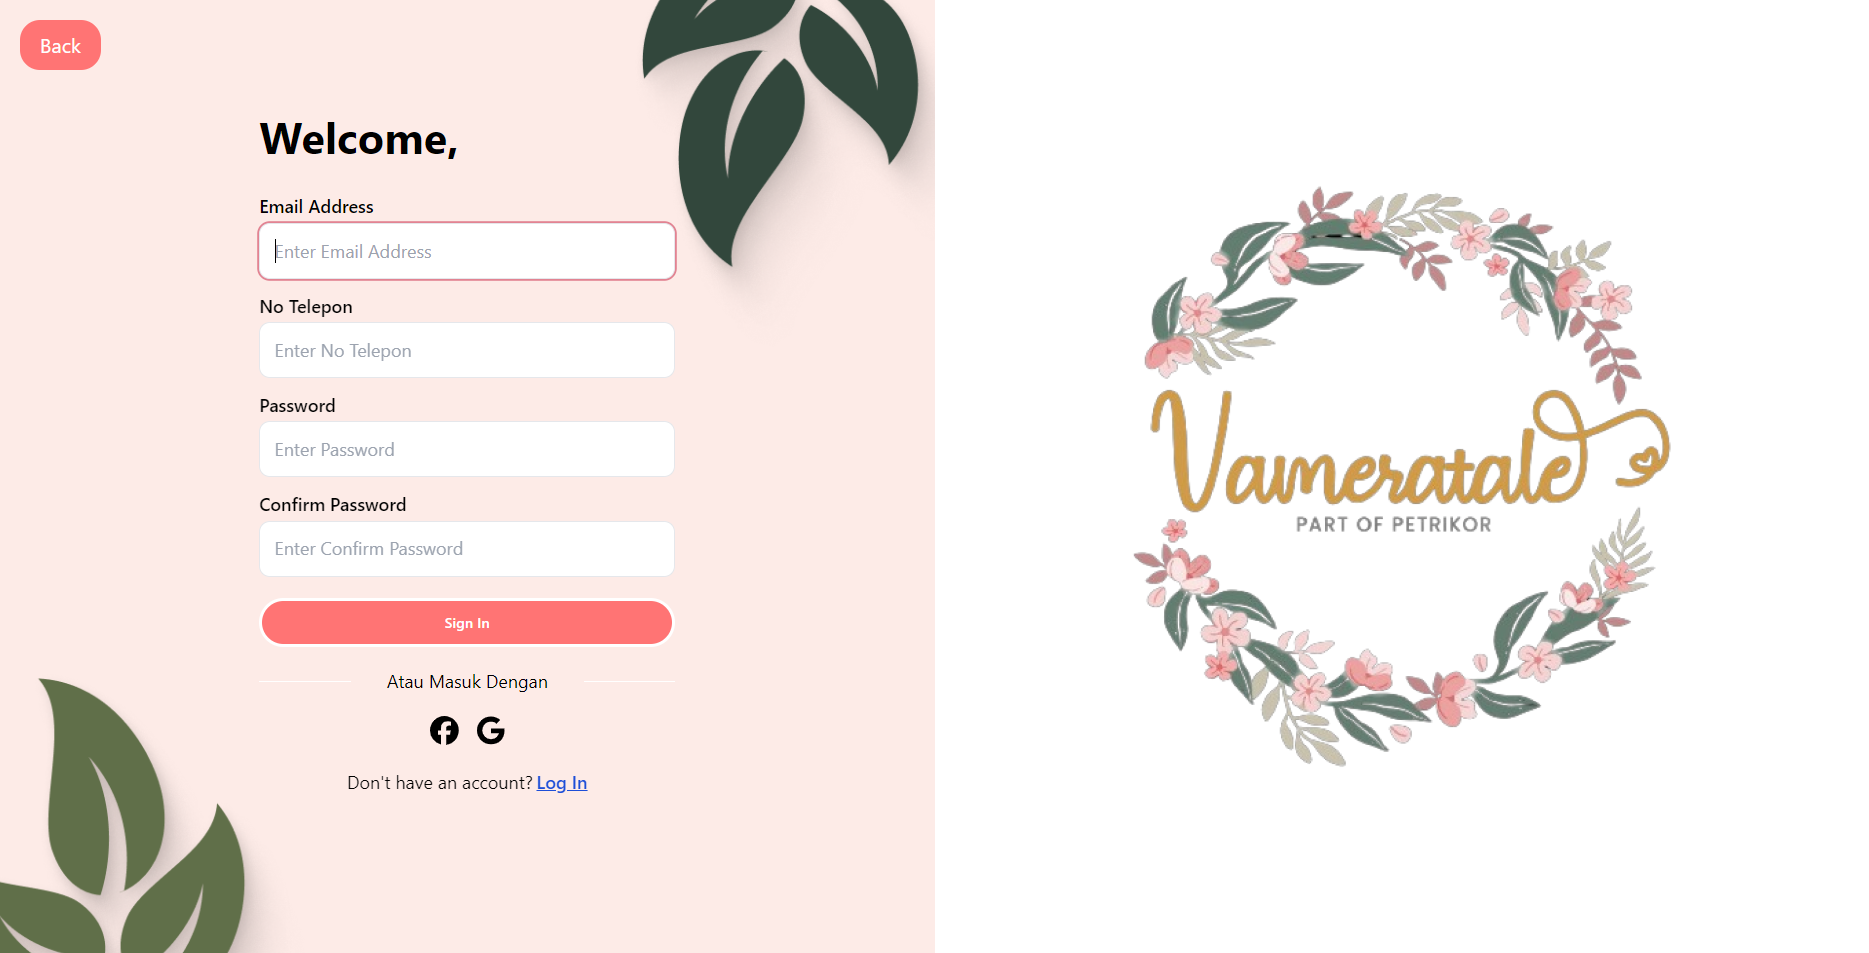 Back
Welcome,
Email Address
Enter Email Address
No Telepon
Enter No Telepon
Password
Enter Password
Confirm Password
Enter Confirm Password
Sign In
Atau Masuk Dengan
Don't have an account? Log In
Vameratale
PART OF PETRIKOR